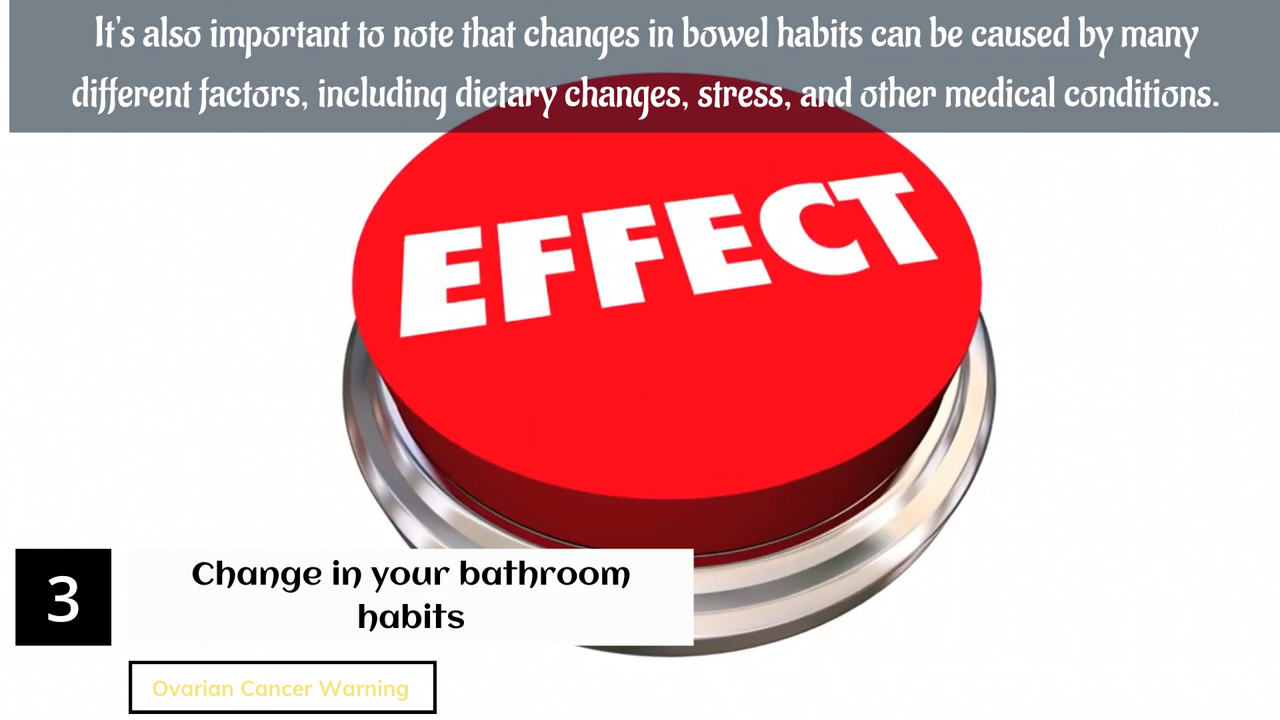 It's also important to note that changes in bowel habits can be caused by many
different factors, including dietary changes, stress, and other medical conditions.
EFFECT
3
Change in your bathroom
habits
Ovarian Cancer Warning